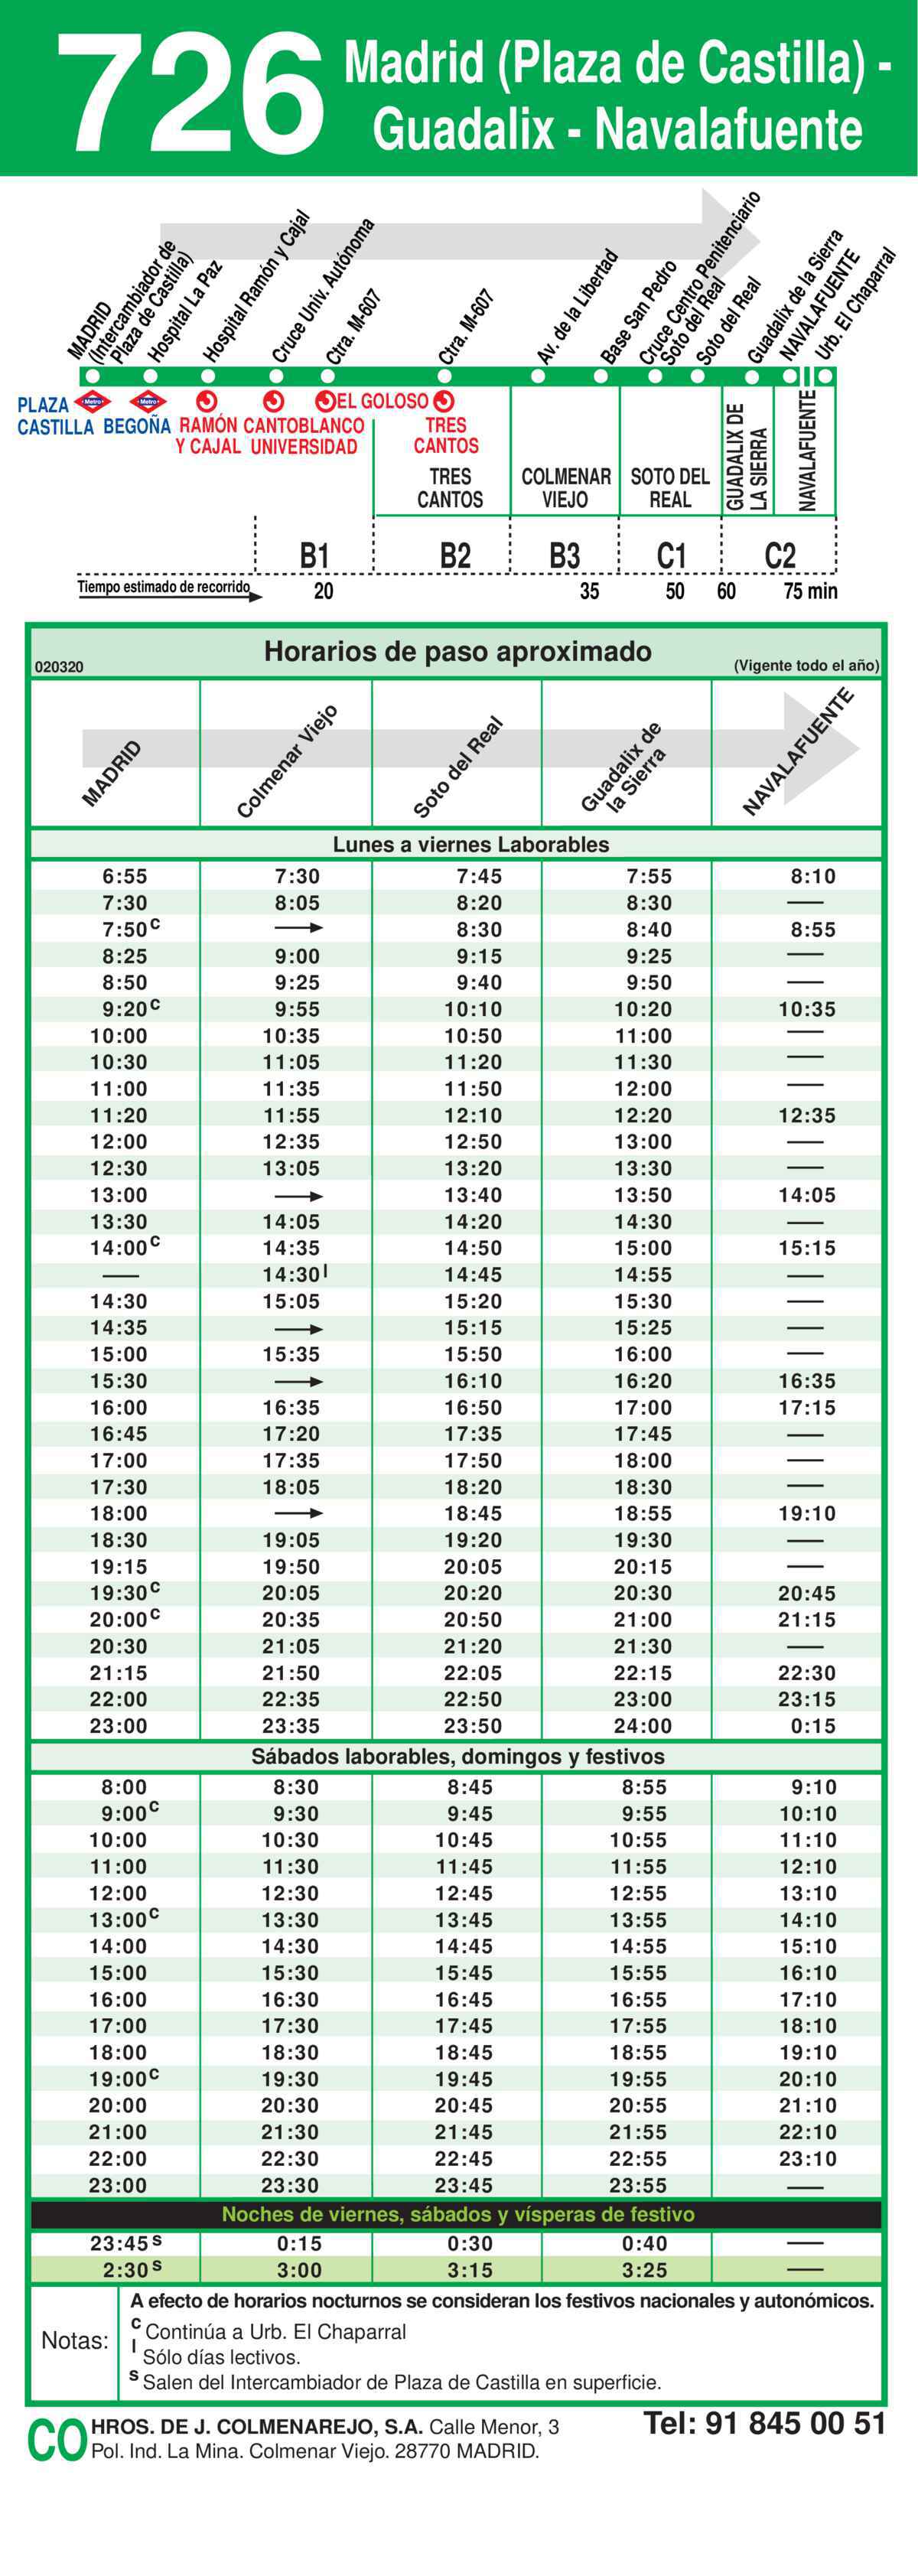 726
Madrid (Plaza de Castilla) -
Guadalix - Navalafuente
MADRID
(Intercambiador de
Plaza de Castilla)
Hospital La Paz
Hospital Ramón y Cajal
Cruce Univ. Autónoma
Ctra. M-607
Ctra. M-607
Av. de la Libertad
Base San Pedro
Cruce Centro Penitenciario
Soto del Real
Soto del Real
Guadalix de la Sierra
NAVALAFUENTE
Urb. El Chaparral
PLAZA Metro Metro EL GOLOSO
CASTILLA BEGOÑA RAMÓN CANTOBLANCO TRES
Y CAJAL UNIVERSIDAD CANTOS
TRES
CANTOS
COLMENAR
VIEJO
SOTO DEL
REAL
GUADALIX DE
LA SIERRA
NAVALAFUENTE
B1 B2 B3 C1 C2
Tiempo estimado de recorrido 20 35 50 60 75 min
020320 Horarios de paso aproximado (Vigente todo el año)
MADRID
Colmenar Viejo
Soto del Real
Guadalix de
la Sierra
NAVALAFUENTE
Lunes a viernes Laborables
6:55 7:30 7:45 7:55 8:10
7:30 8:05 8:20 8:30 —
7:50 c → 8:30 8:40 8:55
8:25 9:00 9:15 9:25 —
8:50 9:25 9:40 9:50 —
9:20 c 9:55 10:10 10:20 10:35
10:00 10:35 10:50 11:00 —
10:30 11:05 11:20 11:30 —
11:00 11:35 11:50 12:00 —
11:20 11:55 12:10 12:20 12:35
12:00 12:35 12:50 13:00 —
12:30 13:05 13:20 13:30 —
13:00 → 13:40 13:50 14:05
13:30 14:05 14:20 14:30 —
14:00 c 14:35 14:50 15:00 15:15
— 14:30 l 14:45 14:55 —
14:30 15:05 15:20 15:30 —
14:35 → 15:15 15:25 —
15:00 15:35 15:50 16:00 —
15:30 → 16:10 16:20 16:35
16:00 16:35 16:50 17:00 17:15
16:45 17:20 17:35 17:45 —
17:00 17:35 17:50 18:00 —
17:30 18:05 18:20 18:30 —
18:00 → 18:45 18:55 19:10
18:30 19:05 19:20 19:30 —
19:15 19:50 20:05 20:15 —
19:30 c 20:05 20:20 20:30 20:45
20:00 c 20:35 20:50 21:00 21:15
20:30 21:05 21:20 21:30 —
21:15 21:50 22:05 22:15 22:30
22:00 22:35 22:50 23:00 23:15
23:00 23:35 23:50 24:00 0:15
Sábados laborables, domingos y festivos
8:00 8:30 8:45 8:55 9:10
9:00 c 9:30 9:45 9:55 10:10
10:00 10:30 10:45 10:55 11:10
11:00 11:30 11:45 11:55 12:10
12:00 12:30 12:45 12:55 13:10
13:00 c 13:30 13:45 13:55 14:10
14:00 14:30 14:45 14:55 15:10
15:00 15:30 15:45 15:55 16:10
16:00 16:30 16:45 16:55 17:10
17:00 17:30 17:45 17:55 18:10
18:00 18:30 18:45 18:55 19:10
19:00 c 19:30 19:45 19:55 20:10
20:00 20:30 20:45 20:55 21:10
21:00 21:30 21:45 21:55 22:10
22:00 22:30 22:45 22:55 23:10
23:00 23:30 23:45 23:55 —
Noches de viernes, sábados y vísperas de festivo
23:45 s 0:15 0:30 0:40 —
2:30 s 3:00 3:15 3:25 —
Notas:
A efecto de horarios nocturnos se consideran los festivos nacionales y autonómicos.
c Continúa a Urb. El Chaparral
l Sólo días lectivos.
s Salen del Intercambiador de Plaza de Castilla en superficie.
CO HROS. DE J. COLMENAREJO, S.A. Calle Menor, 3 Tel: 91 845 00 51
Pol. Ind. La Mina. Colmenar Viejo. 28770 MADRID.